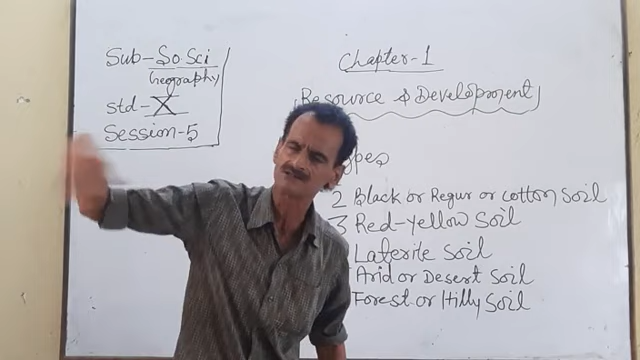 Sub-So.Sci
Geography
std-X
Session-5
Chapter-1
Resource & Development
ypes
2 Black or Regur or cotton soil
3 Red-yellow soil
Laterite soil
Arid or Desert soil
Forest or Hilly soil